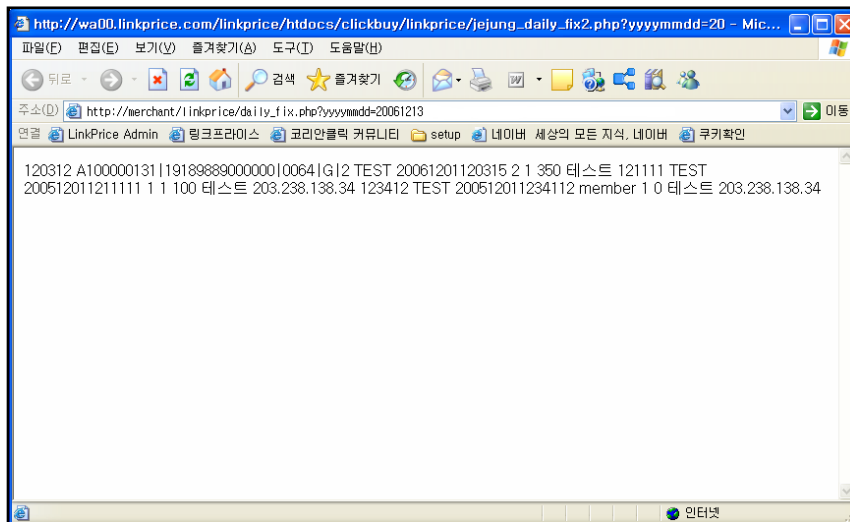 http://wa00.linkprice.com/linkprice/htdocs/clickbuy/linkprice/jejung_daily_fix2.php?yyyymmdd=20 - Mic...
파일(F) 편집(E) 보기(V) 즐겨찾기(A) 도구(T) 도움말(H)
뒤로 검색 즐겨찾기
주소(D) http://merchant/linkprice/daily_fix.php?yyyymmdd=20061213 이동
연결 LinkPrice Admin 링크프라이스 코리안클릭 커뮤니티 setup 네이버 세상의 모든 지식, 네이버 쿠키확인
120312 A100000131|19189889000000|0064|G|2 TEST 20061201120315 2 1 350 테스트 121111 TEST
200512011211111 1 1 100 테스트 203.238.138.34 123412 TEST 200512011234112 member 1 0 테스트 203.238.138.34
인터넷